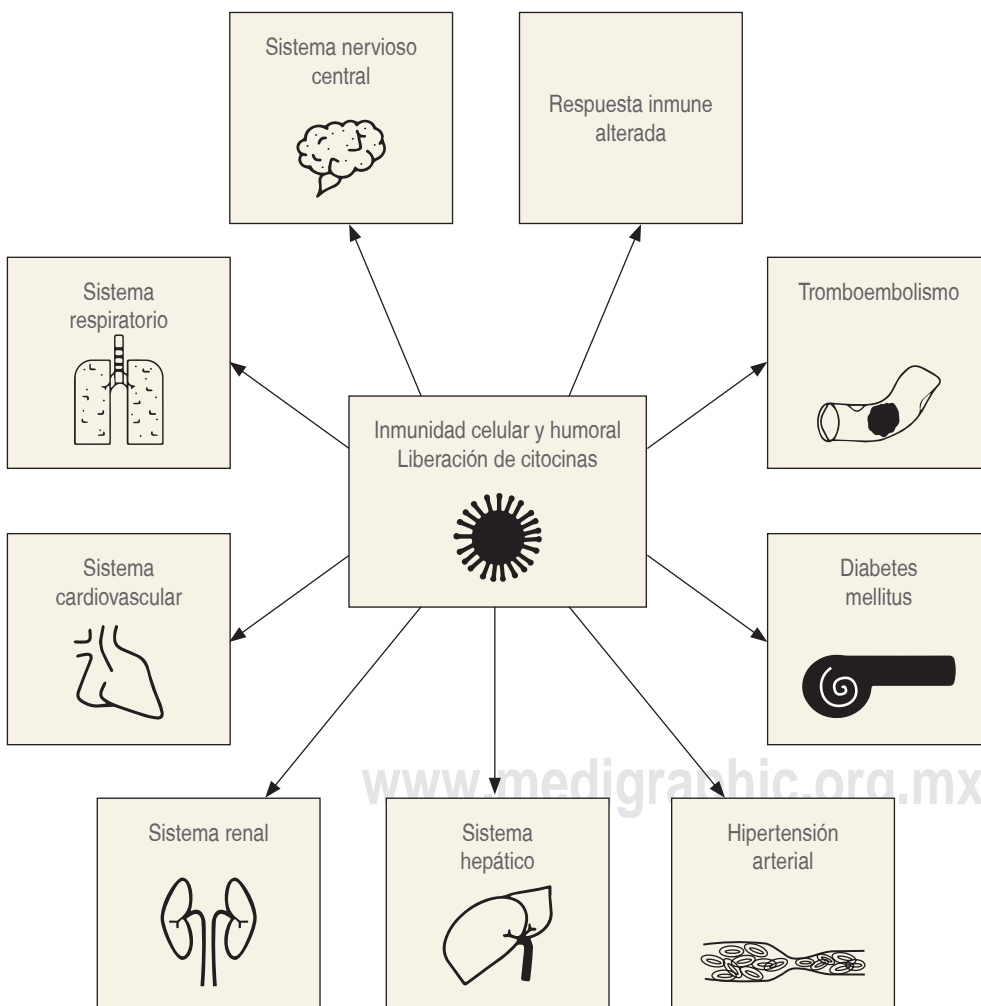 Sistema nervioso
central
Respuesta inmune
alterada
Sistema
respiratorio
Tromboembolismo
Inmunidad celular y humoral
Liberación de citocinas
Sistema
cardiovascular
Diabetes
mellitus
www.medigraphic.org.mx
Sistema renal
Sistema
hepático
Hipertensión
arterial